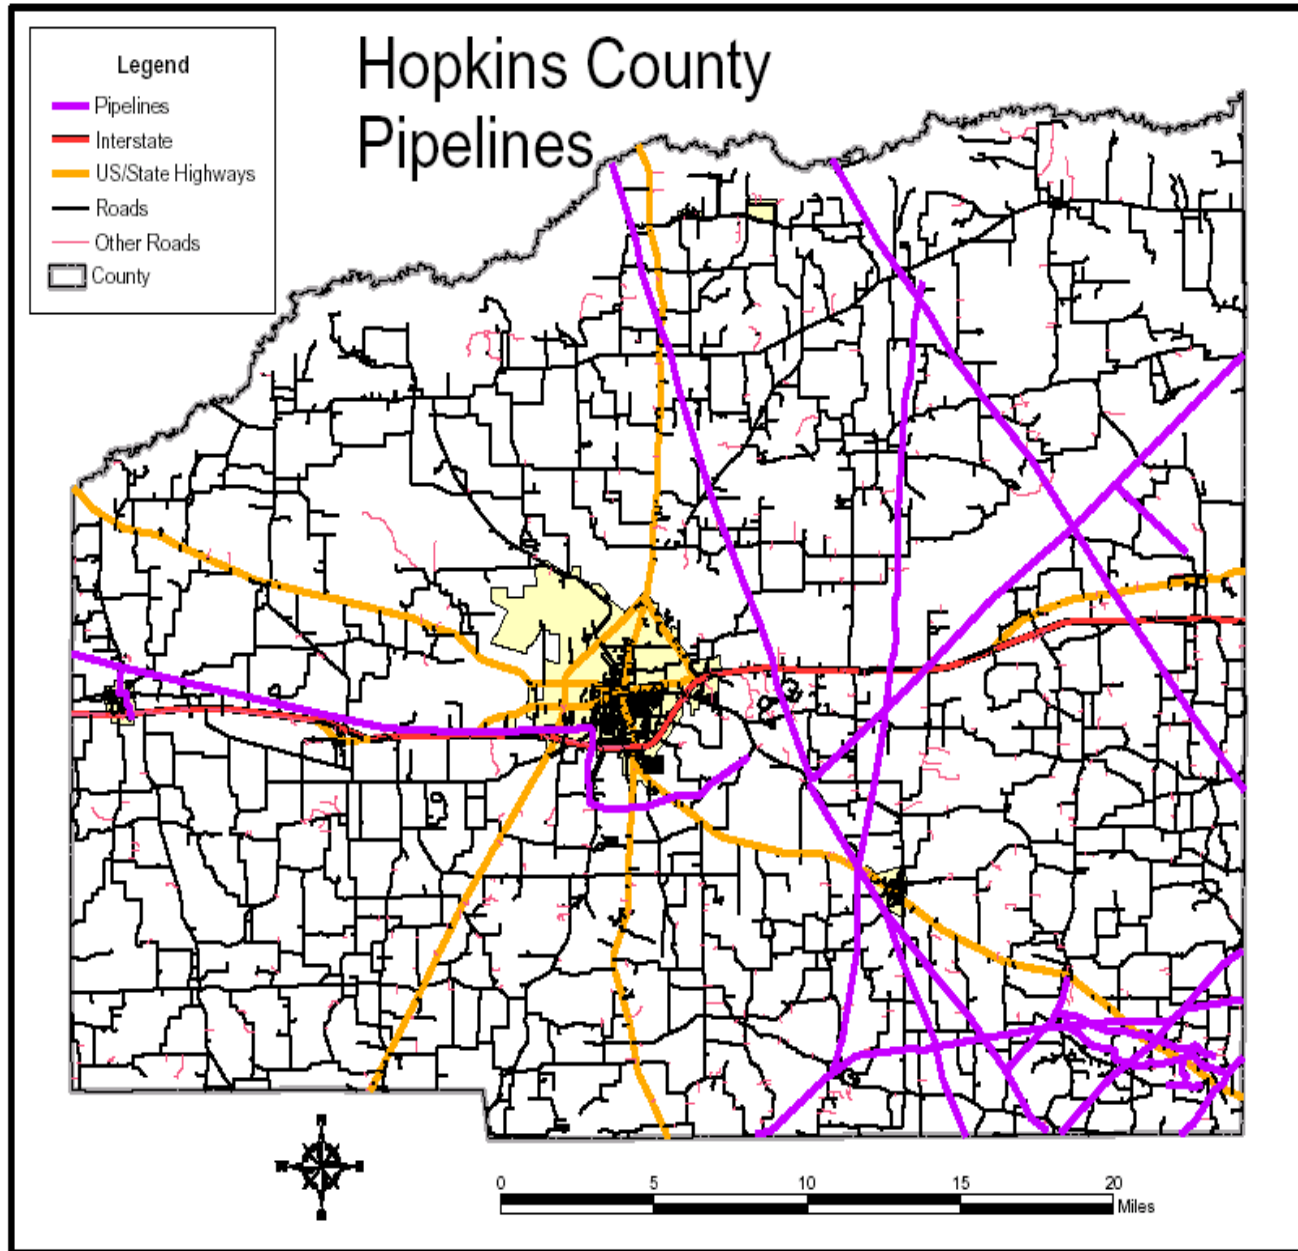 Legend
Pipelines
Interstate
US/State Highways
Roads
Other Roads
County
Hopkins County
Pipelines
0 5 10 15 20
Miles